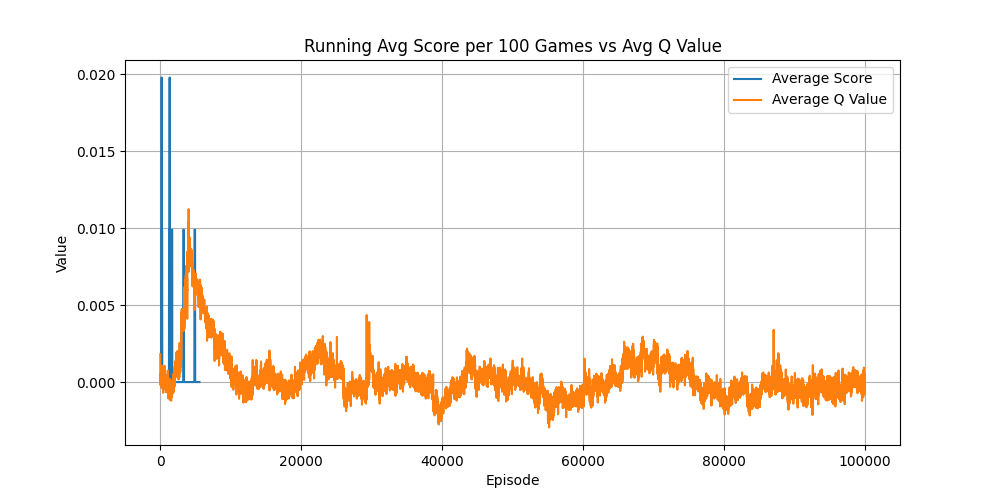 Running Avg Score per 100 Games vs Avg Q Value
Average Score
Average Q Value
0.020
0.015
0.010
0.005
0.000
Value
0
20000
40000
60000
80000
100000
Episode